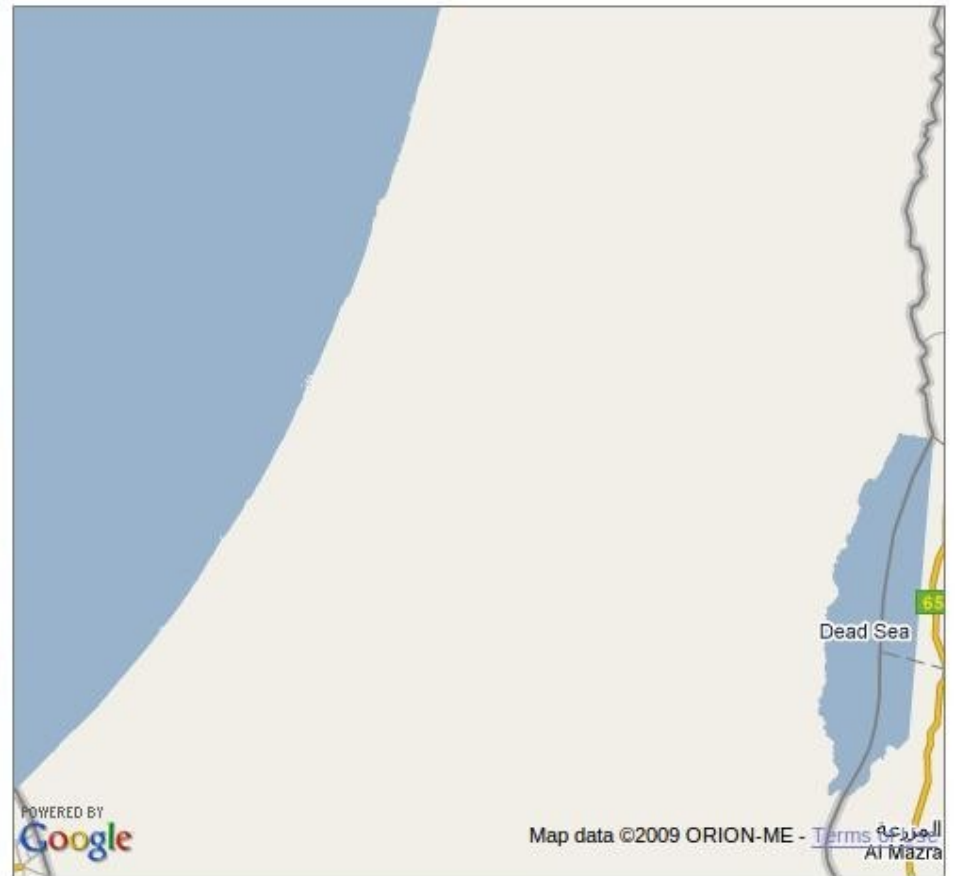 65
Dead Sea
POWERED BY
Google
Map data ©2009 ORION-ME - Terms of Use
المزرعة
Al Mazra